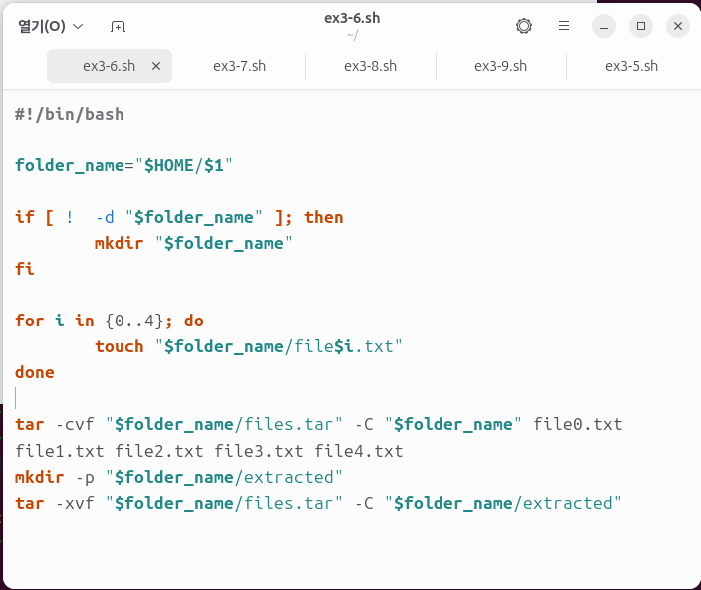 열기(O)
ex3-6.sh
~/
ex3-6.sh
ex3-7.sh
ex3-8.sh
ex3-9.sh
ex3-5.sh
#!/bin/bash
folder_name="$HOME/$1"
if [ !  -d "$folder_name" ]; then
        mkdir "$folder_name"
fi
for i in {0..4}; do
        touch "$folder_name/file$i.txt"
done
tar -cvf "$folder_name/files.tar" -C "$folder_name" file0.txt
file1.txt file2.txt file3.txt file4.txt
mkdir -p "$folder_name/extracted"
tar -xvf "$folder_name/files.tar" -C "$folder_name/extracted"